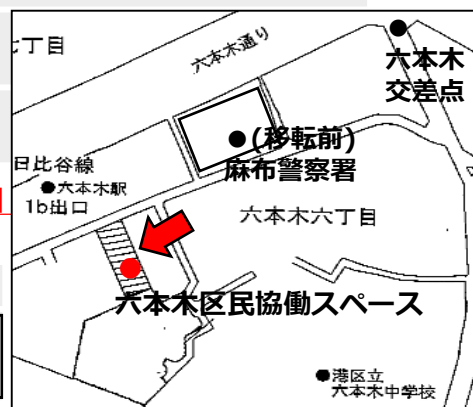 七丁目
六本木通り
六本木
交差点
●(移転前)
麻布警察署
日比谷線
●六本木駅
1b出口
六本木六丁目
六本木区民協働スペース
●港区立
六本木中学校